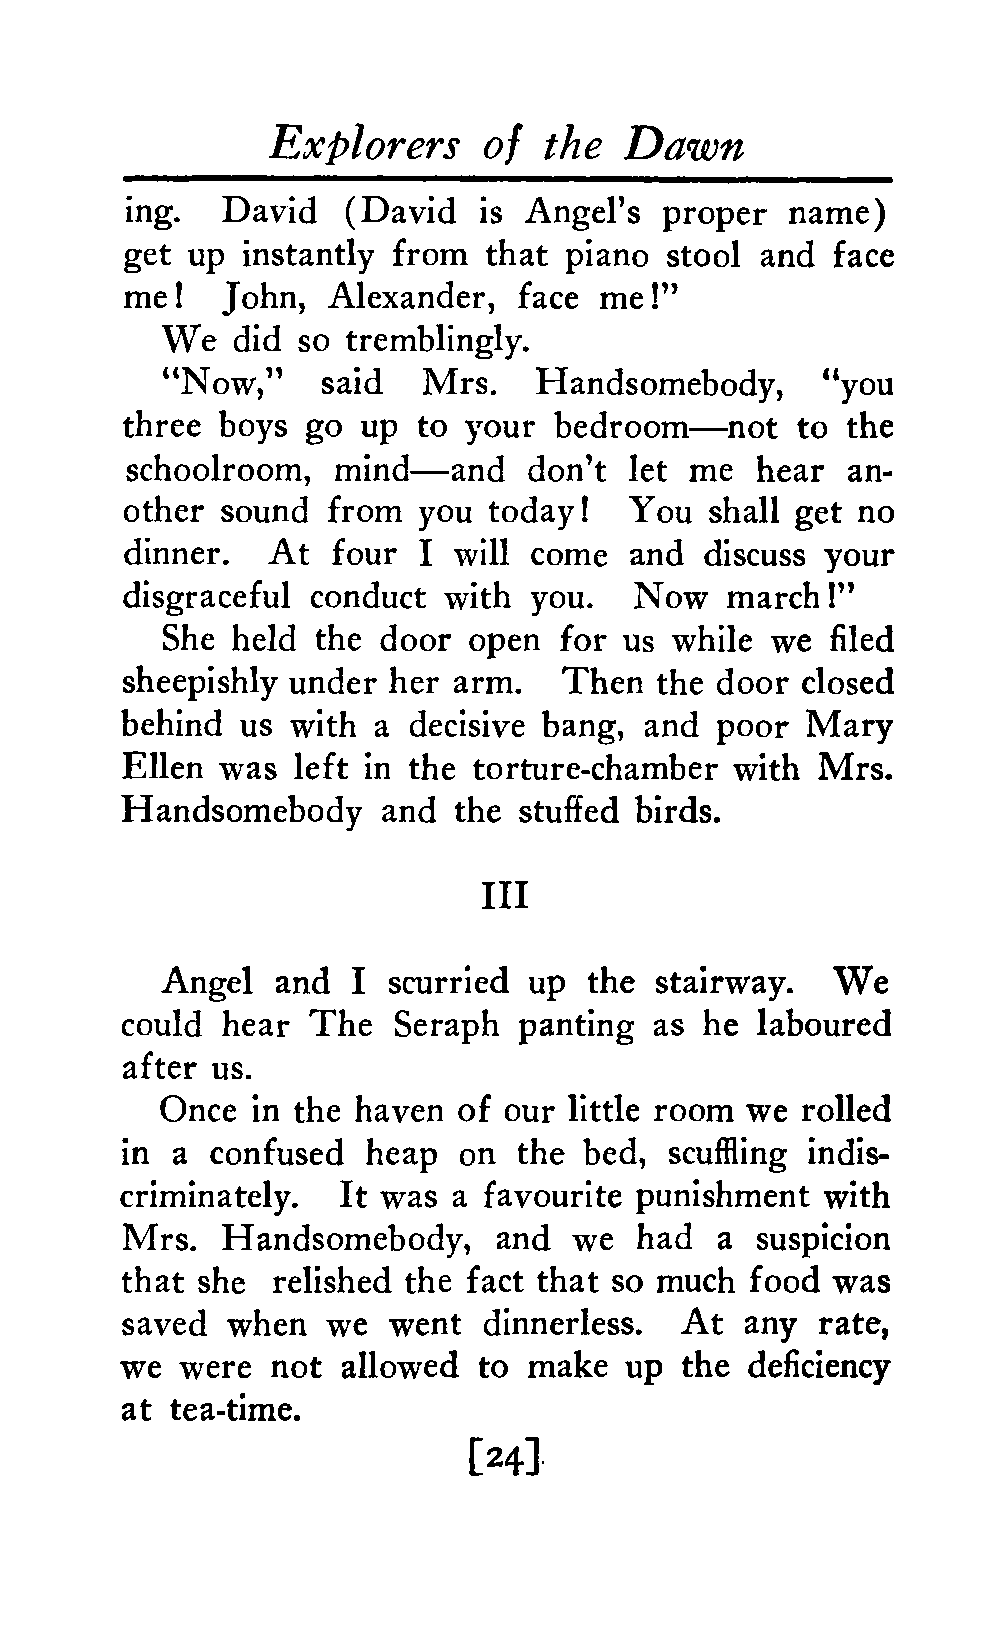 Explorers of the Dawn
ing. David (David is Angel's proper name)
get up instantly from that piano stool and face
me! John, Alexander, face me!"
We did so tremblingly.
"Now," said Mrs. Handsomebody, "you
three boys go up to your bedroom—not to the
schoolroom, mind—and don't let me hear an-
other sound from you today! You shall get no
dinner. At four I will come and discuss your
disgraceful conduct with you. Now march!"
She held the door open for us while we filed
sheepishly under her arm. Then the door closed
behind us with a decisive bang, and poor Mary
Ellen was left in the torture-chamber with Mrs.
Handsomebody and the stuffed birds.
III
Angel and I scurried up the stairway. We
could hear The Seraph panting as he laboured
after us.
Once in the haven of our little room we rolled
in a confused heap on the bed, scuffling indis-
criminately. It was a favourite punishment with
Mrs. Handsomebody, and we had a suspicion
that she relished the fact that so much food was
saved when we went dinnerless. At any rate,
we were not allowed to make up the deficiency
at tea-time.
[24]